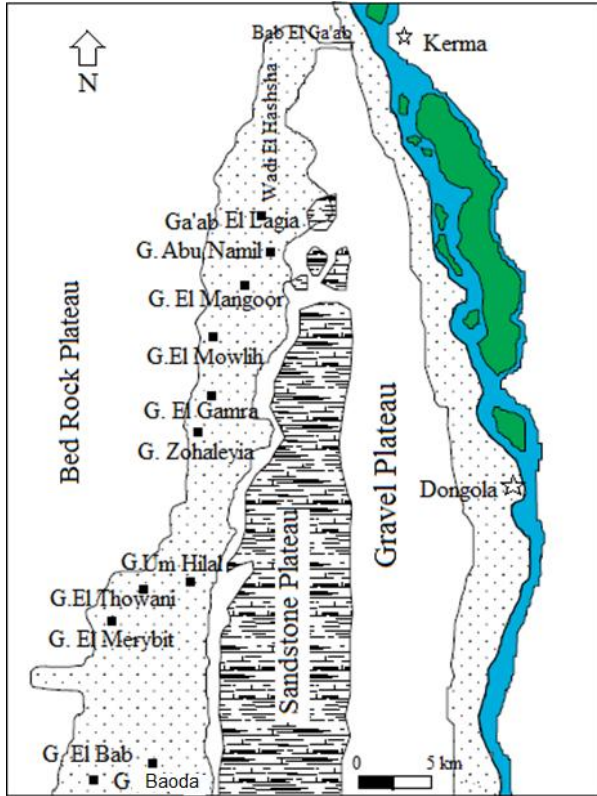 Bab El Ga'ab
Kerma
N
Wadi El Hashsha
Ga'ab El Lagia
G. Abu Namil
G. El Mangoor
G.El Mowlih
Bed Rock Plateau
G. El Gamra
G. Zohaleyia
Gravel Plateau
Dongola
Sandstone Plateau
G.Um Hilal
G.El Thowani
G. El Merybit
G. El Bab
G. Baoda
0 5 km